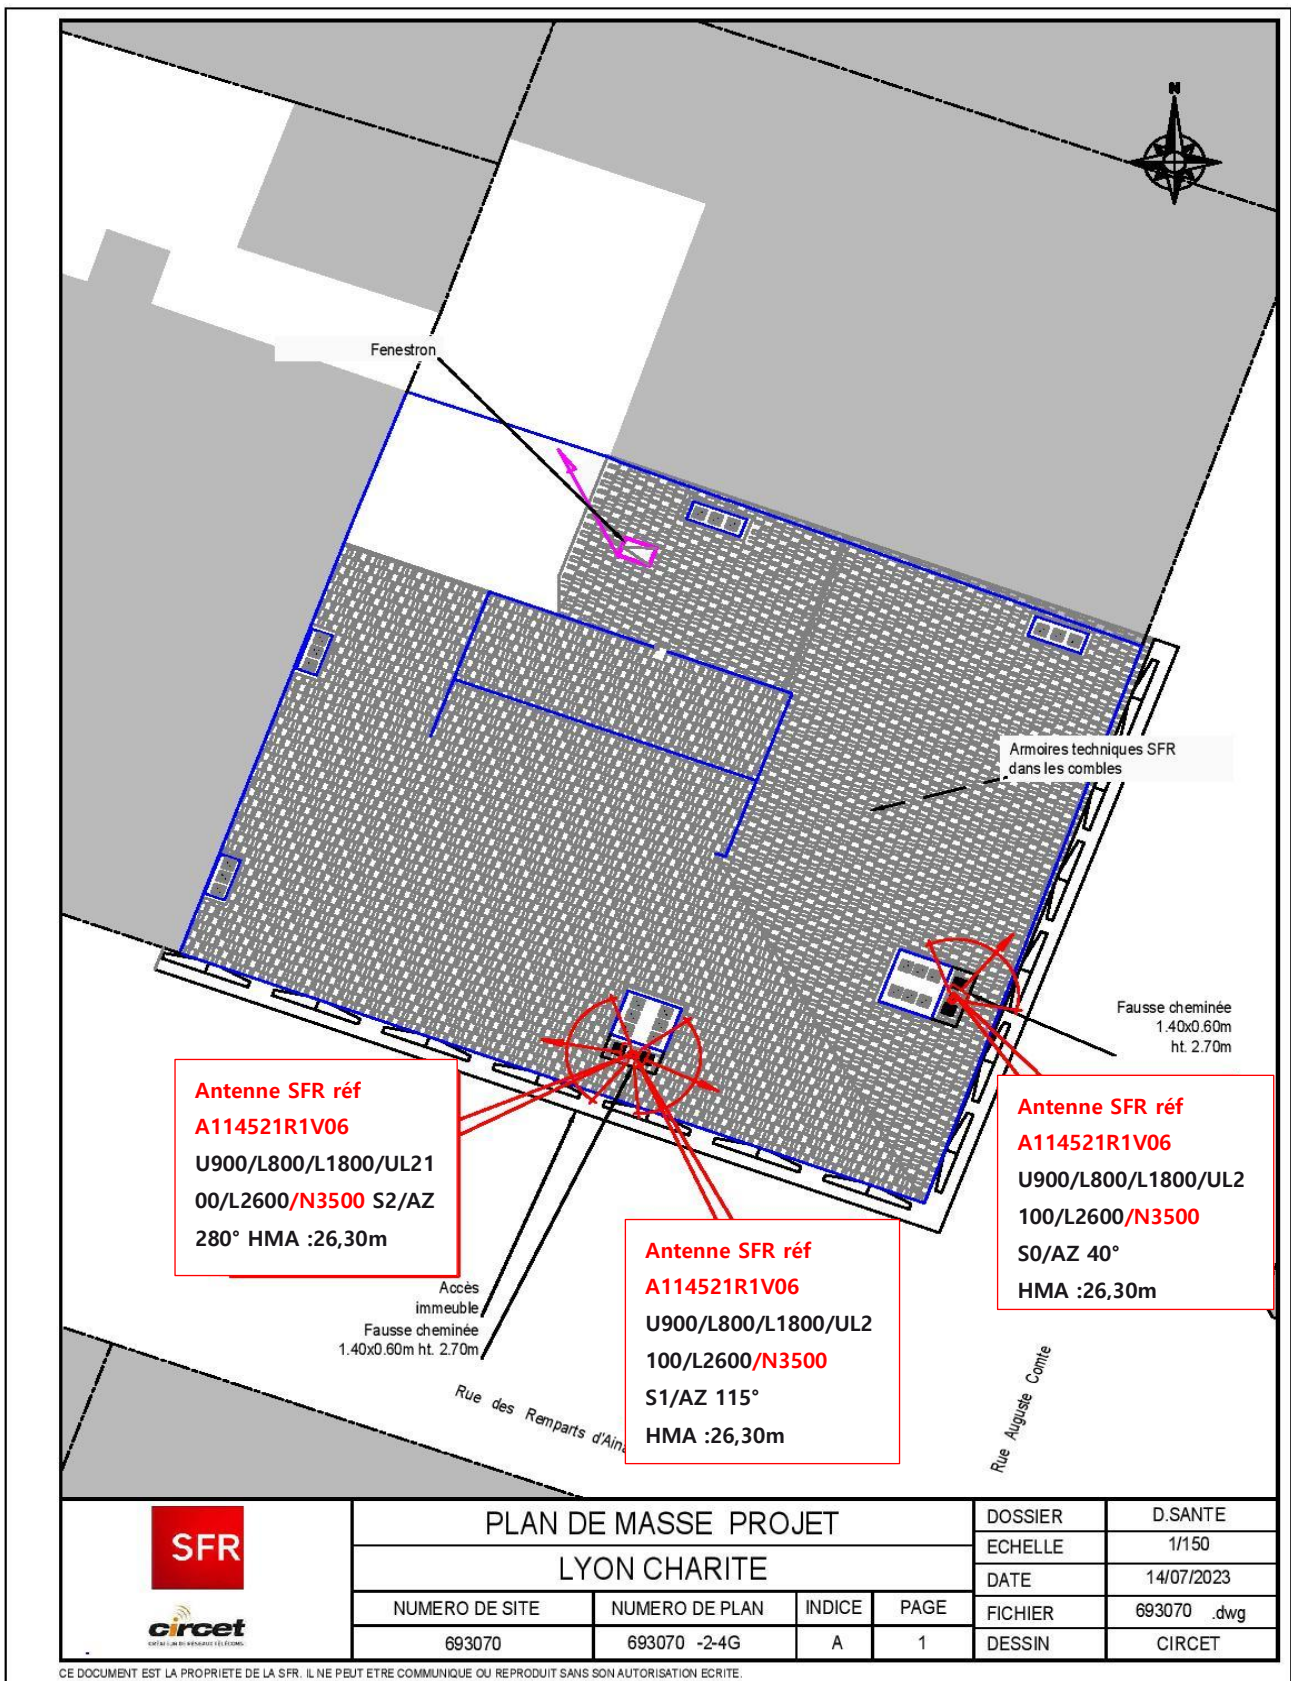 N
Fenestron
Armoires techniques SFR
dans les combles
Fausse cheminée
1.40x0.60m
ht. 2.70m
Antenne SFR réf
A114521R1V06
U900/L800/L1800/UL21
00/L2600/N3500 S2/AZ
280° HMA :26,30m
Antenne SFR réf
A114521R1V06
U900/L800/L1800/UL2
100/L2600/N3500
S0/AZ 40°
HMA :26,30m
Antenne SFR réf
A114521R1V06
U900/L800/L1800/UL2
100/L2600/N3500
S1/AZ 115°
HMA :26,30m
Accès
immeuble
Fausse cheminée
1.40x0.60m ht. 2.70m
Rue des Remparts
Rue Auguste Comte
SFR
circet
PLAN DE MASSE PROJET
LYON CHARITE
NUMERO DE SITE NUMERO DE PLAN INDICE PAGE
693070 693070 -2-4G A 1
DOSSIER D.SANTE
ECHELLE 1/150
DATE 14/07/2023
FICHIER 693070 .dwg
DESSIN CIRCET
CE DOCUMENT EST LA PROPRIETE DE LA SFR. IL NE PEUT ETRE COMMUNIQUE OU REPRODUIT SANS SON AUTORISATION ECRITE.